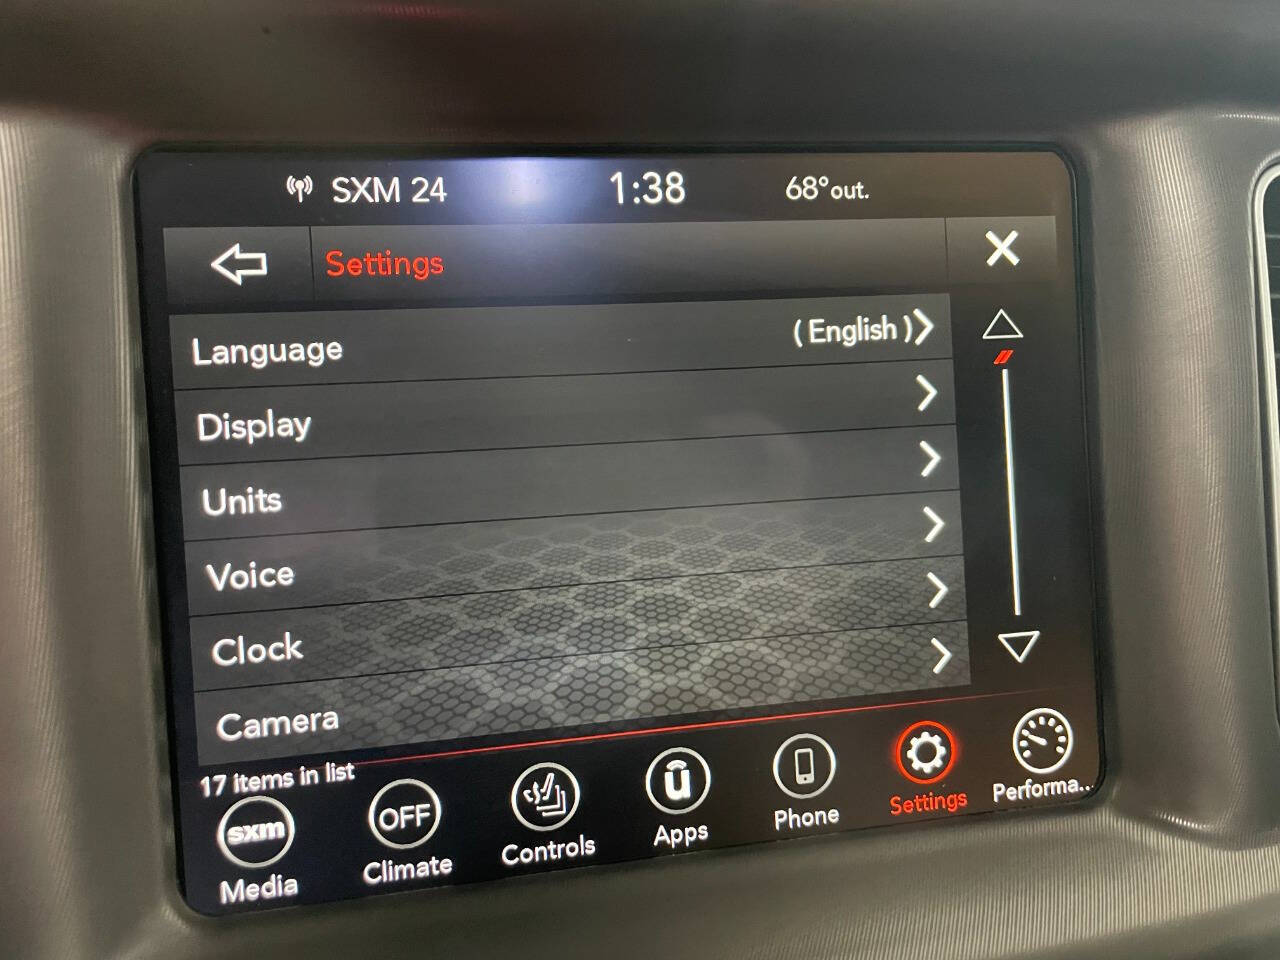 SXM 24 1:38 68°out.
Settings
Language (English)
Display
Units
Voice
Clock
Camera
17 items in list
sxm OFF ū
Media Climate Controls Apps Phone Settings Performa...